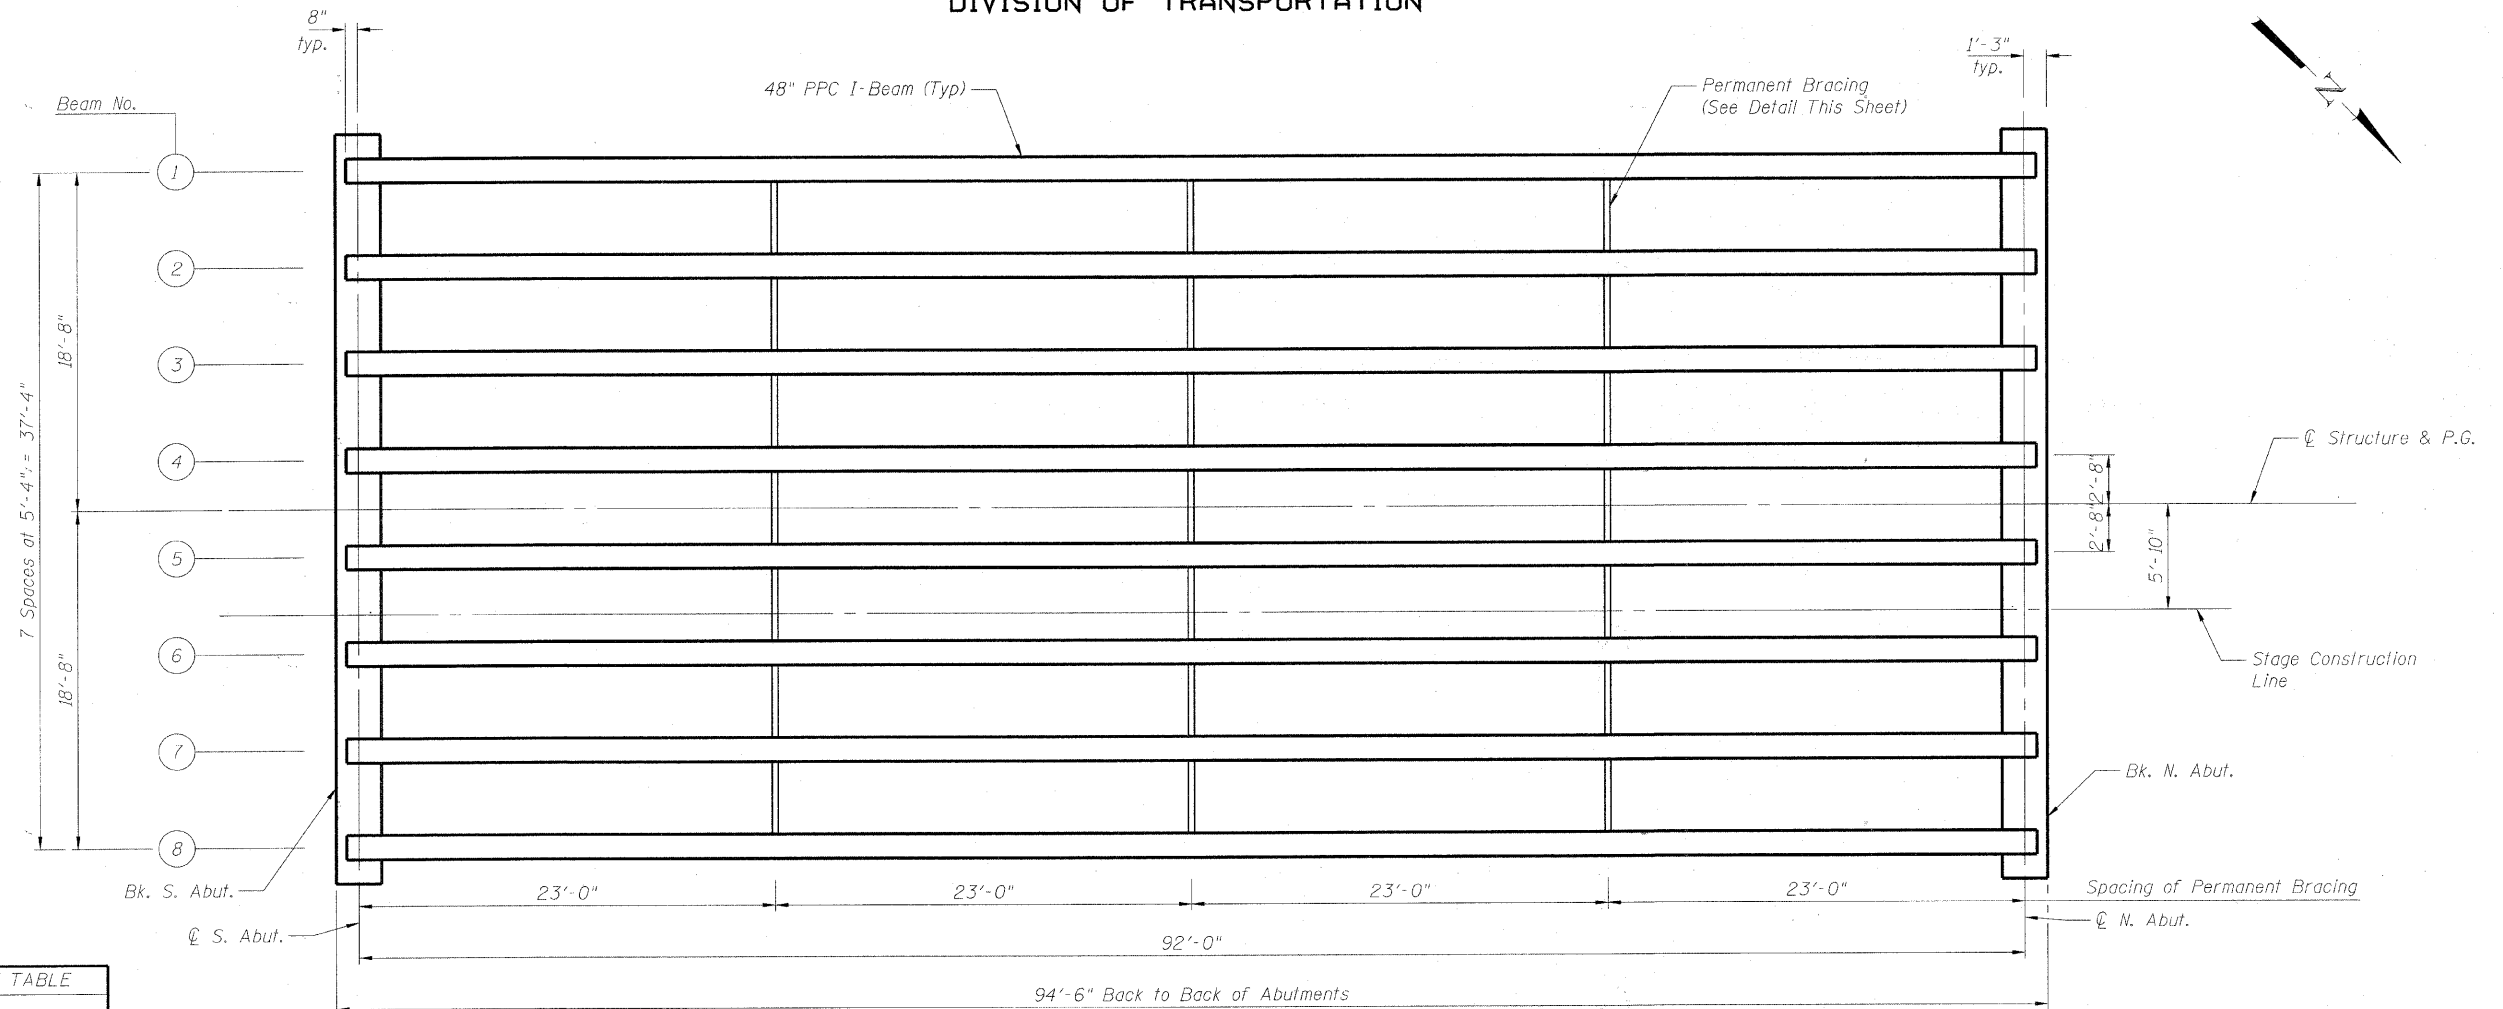 DIVISION OF TRANSPORTATION
8"
typ.
1'-3"
typ.
N
Beam No.
48" PPC I-Beam (Typ)
Permanent Bracing
(See Detail This Sheet)
1
2
3
4
5
6
7
8
7 Spaces at 5'-4" = 37'-4"
18'-8"
18'-8"
℄ Structure & P.G.
2'-8"
2'-8"
5'-10"
Stage Construction
Line
Bk. N. Abut.
Bk. S. Abut.
23'-0"
23'-0"
23'-0"
23'-0"
Spacing of Permanent Bracing
℄ S. Abut.
℄ N. Abut.
92'-0"
94'-6" Back to Back of Abutments
TABLE